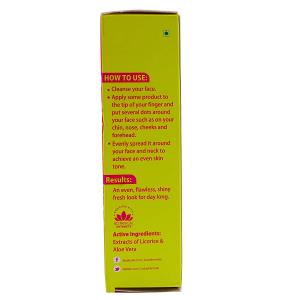 HOW TO USE:
• Cleanse your face.
• Apply some product to
the tip of your finger and
put several dots around
your face such as on your
chin, nose, cheeks and
forehead.
• Evenly spread it around
your face and neck to
achieve an even skin
tone.
Results:
An even, flawless, shiny
fresh look for day long.
Active Ingredients:
Extracts of Licorice &
Aloe Vera